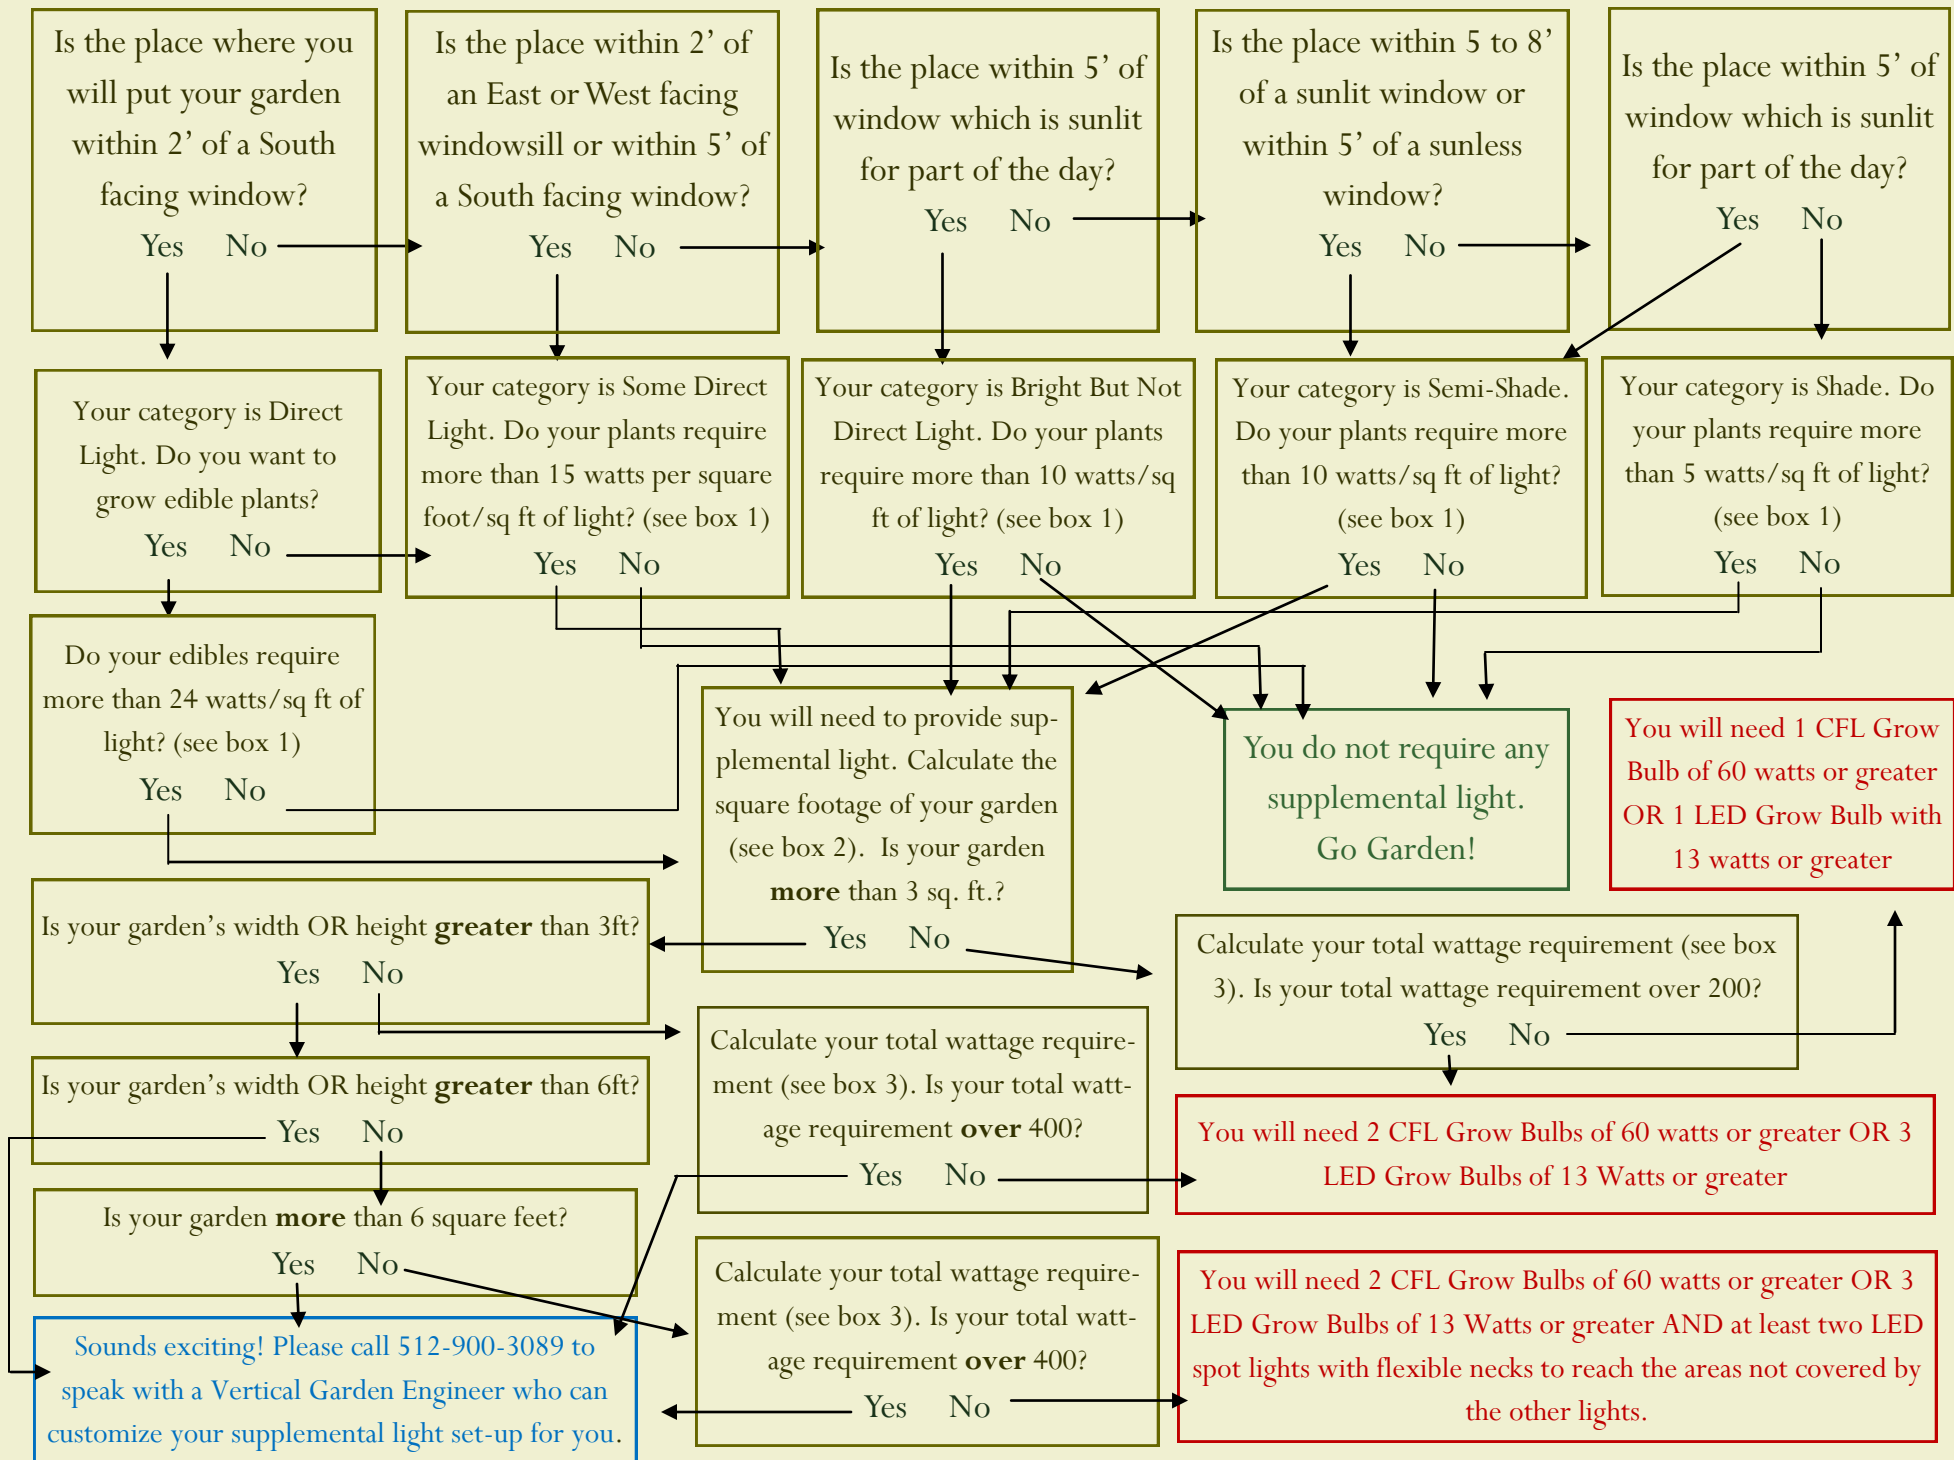 Is the place where you
will put your garden
within 2’ of a South
facing window?
Yes No
Is the place within 2’ of
an East or West facing
windowsill or within 5’ of
a South facing window?
Yes No
Is the place within 5’ of
window which is sunlit
for part of the day?
Yes No
Is the place within 5 to 8’
of a sunlit window or
within 5’ of a sunless
window?
Yes No
Is the place within 5’ of
window which is sunlit
for part of the day?
Yes No
Your category is Direct
Light. Do you want to
grow edible plants?
Yes No
Your category is Some Direct
Light. Do your plants require
more than 15 watts per square
foot/sq ft of light? (see box 1)
Yes No
Your category is Bright But Not
Direct Light. Do your plants
require more than 10 watts/sq
ft of light? (see box 1)
Yes No
Your category is Semi-Shade.
Do your plants require more
than 10 watts/sq ft of light?
(see box 1)
Yes No
Your category is Shade. Do
your plants require more
than 5 watts/sq ft of light?
(see box 1)
Yes No
Do your edibles require
more than 24 watts/sq ft of
light? (see box 1)
Yes No
You will need to provide sup-
plemental light. Calculate the
square footage of your garden
(see box 2). Is your garden
more than 3 sq. ft.?
Yes No
You do not require any
supplemental light.
Go Garden!
You will need 1 CFL Grow
Bulb of 60 watts or greater
OR 1 LED Grow Bulb with
13 watts or greater
Is your garden’s width OR height greater than 3ft?
Yes No
Calculate your total wattage requirement (see box
3). Is your total wattage requirement over 200?
Yes No
Calculate your total wattage require-
ment (see box 3). Is your total watt-
age requirement over 400?
Yes No
Is your garden’s width OR height greater than 6ft?
Yes No
You will need 2 CFL Grow Bulbs of 60 watts or greater OR 3
LED Grow Bulbs of 13 Watts or greater
Is your garden more than 6 square feet?
Yes No
Calculate your total wattage require-
ment (see box 3). Is your total watt-
age requirement over 400?
Yes No
You will need 2 CFL Grow Bulbs of 60 watts or greater OR 3
LED Grow Bulbs of 13 Watts or greater AND at least two LED
spot lights with flexible necks to reach the areas not covered by
the other lights.
Sounds exciting! Please call 512-900-3089 to
speak with a Vertical Garden Engineer who can
customize your supplemental light set-up for you.